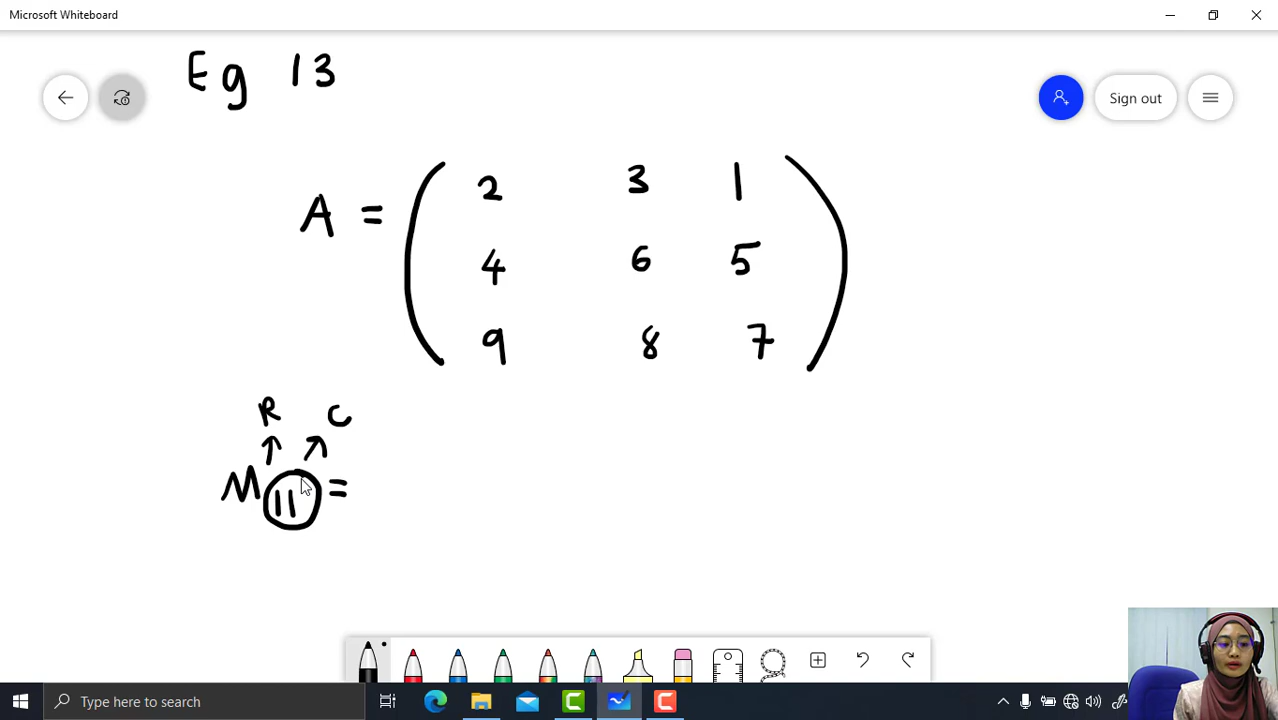 Microsoft Whiteboard
Eg 13
Sign out
A = ( 2 3 1
4 6 5
9 8 7 )
R C
M11 =
Type here to search